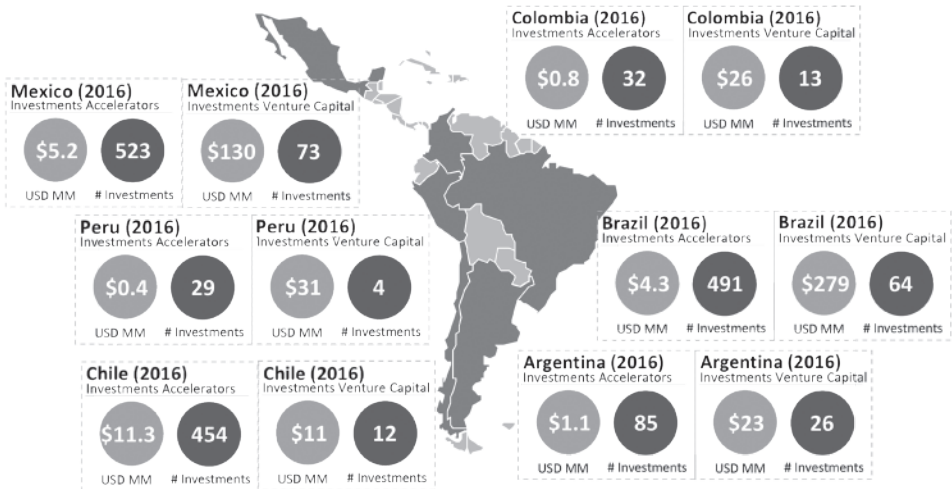 Colombia (2016)
Investments Accelerators
$0.8
32
USD MM
# Investments
Colombia (2016)
Investments Venture Capital
$26
13
USD MM
# Investments
Mexico (2016)
Investments Accelerators
$5.2
523
USD MM
# Investments
Mexico (2016)
Investments Venture Capital
$130
73
USD MM
# Investments
Peru (2016)
Investments Accelerators
$0.4
29
USD MM
# Investments
Peru (2016)
Investments Venture Capital
$31
4
USD MM
# Investments
Brazil (2016)
Investments Accelerators
$4.3
491
USD MM
# Investments
Brazil (2016)
Investments Venture Capital
$279
64
USD MM
# Investments
Chile (2016)
Investments Accelerators
$11.3
454
USD MM
# Investments
Chile (2016)
Investments Venture Capital
$11
12
USD MM
# Investments
Argentina (2016)
Investments Accelerators
$1.1
85
USD MM
# Investments
Argentina (2016)
Investments Venture Capital
$23
26
USD MM
# Investments